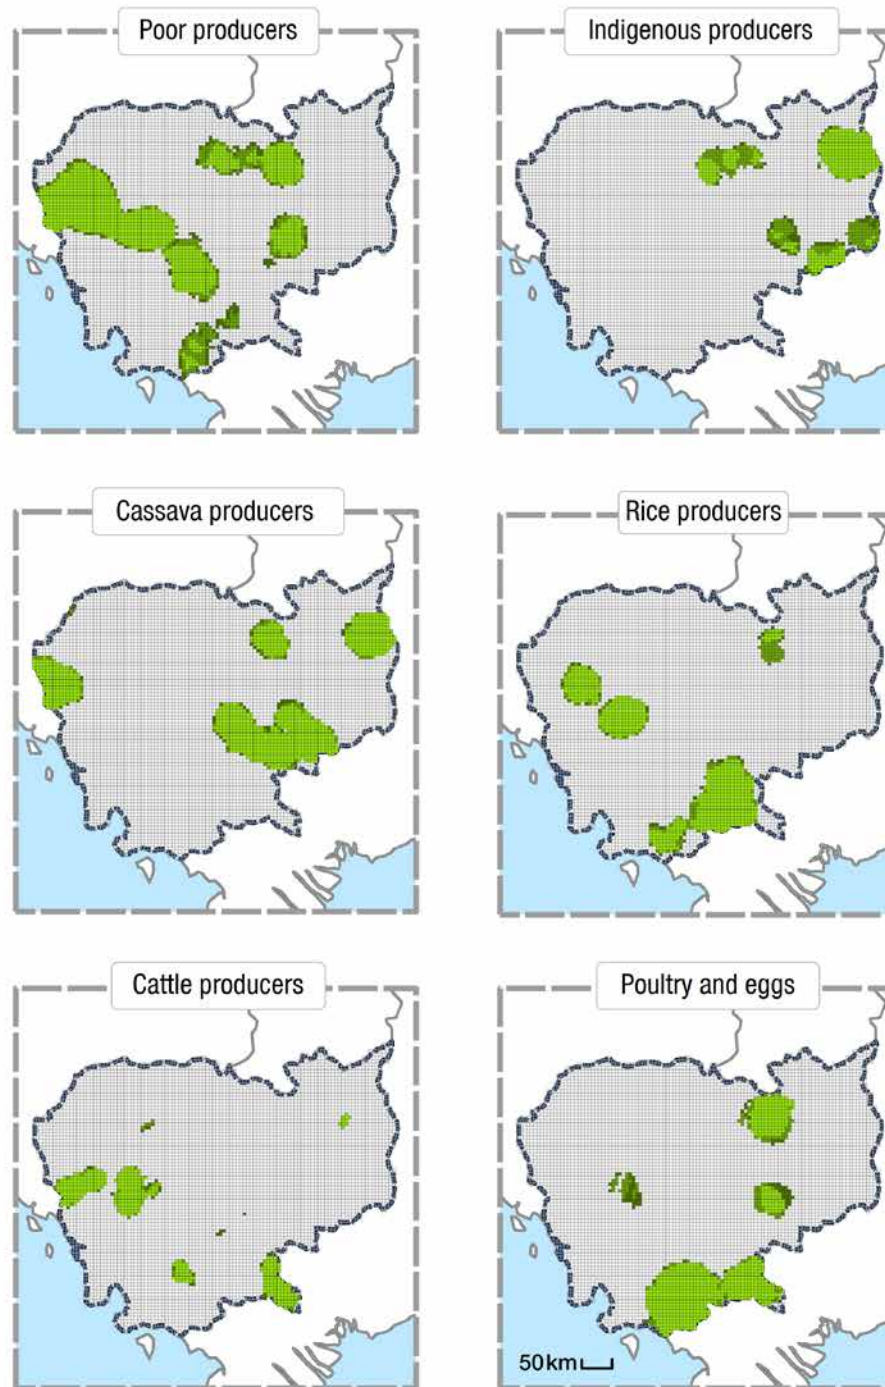 Poor producers
Indigenous producers
Cassava producers
Rice producers
Cattle producers
Poultry and eggs
50km